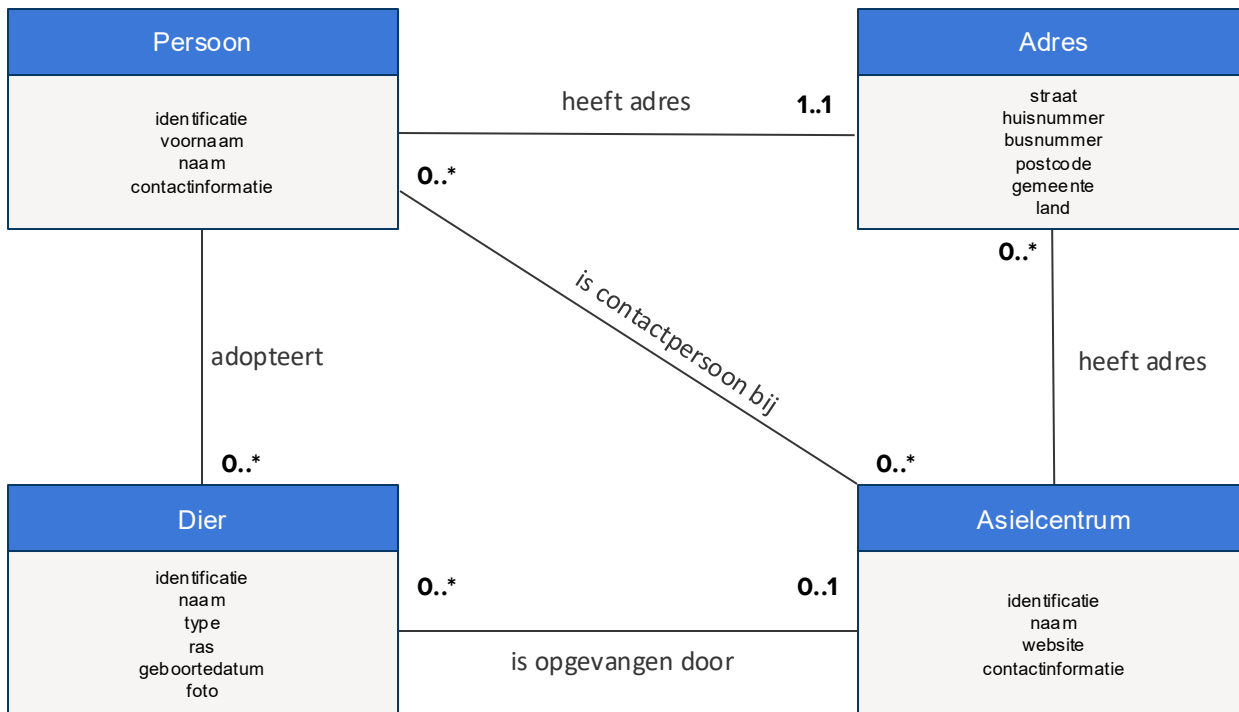 Persoon
identificatie
voornaam
naam
contactinformatie
heeft adres
1..1
Adres
straat
huisnummer
busnummer
postcode
gemeente
land
0..*
0..*
is contactpersoon bij
adopteert
heeft adres
0..*
0..*
Dier
identificatie
naam
type
ras
geboortedatum
foto
0..*
0..1
is opgevangen door
Asielcentrum
identificatie
naam
website
contactinformatie